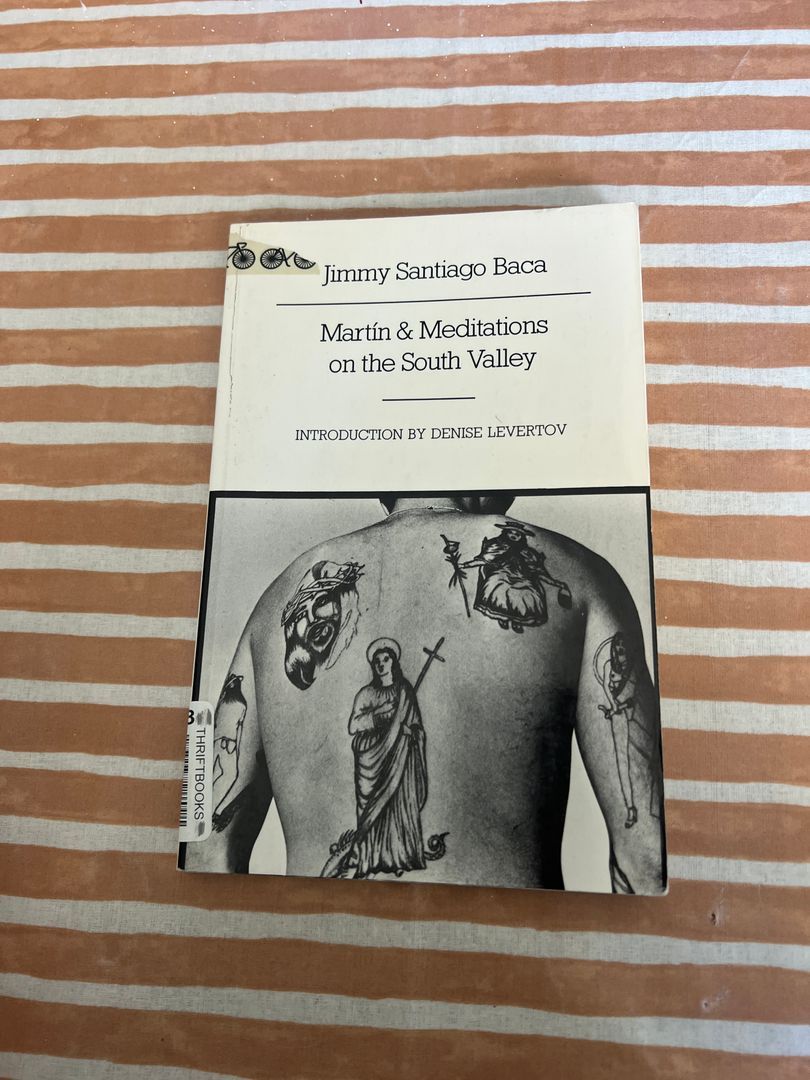 Jimmy Santiago Baca
Martín & Meditations
on the South Valley
INTRODUCTION BY DENISE LEVERTOV
THRIFTBOOKS